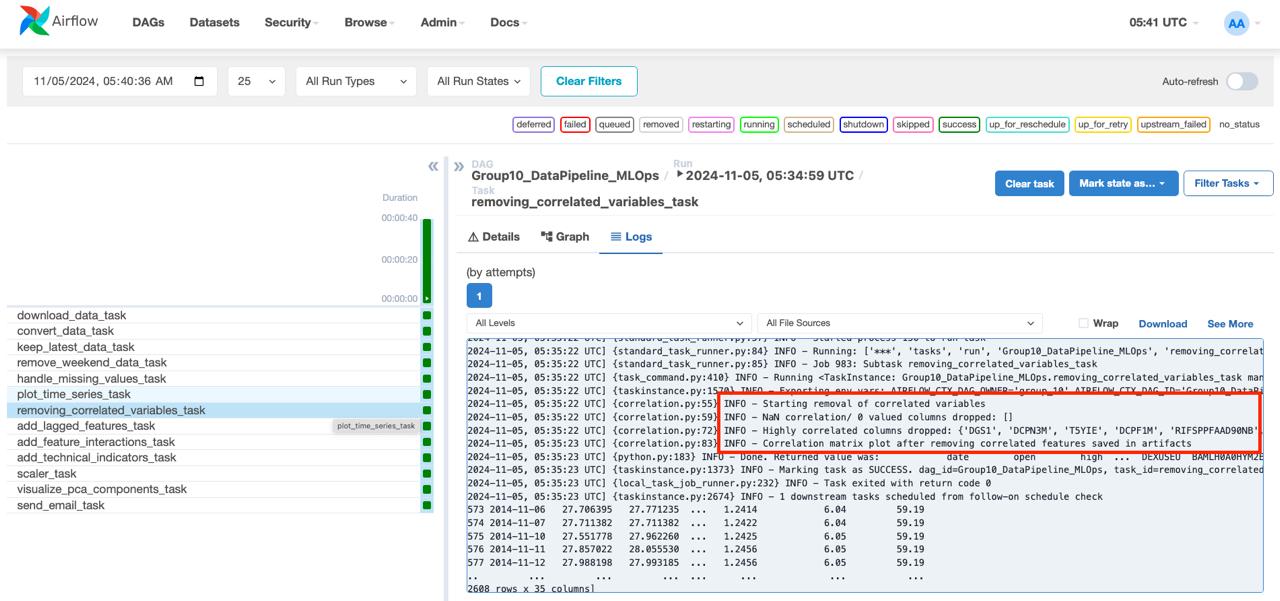 Airflow
DAGs
Datasets
Security
Browse
Admin
Docs
05:41 UTC
AA
11/05/2024, 05:40:36 AM
25
All Run Types
All Run States
Clear Filters
Auto-refresh
deferred
failed
queued
removed
restarting
running
scheduled
shutdown
skipped
success
up_for_reschedule
up_for_retry
upstream_failed
no_status
DAG
Group10_DataPipeline_MLOps /
Run
2024-11-05, 05:34:59 UTC /
Task
removing_correlated_variables_task
Clear task
Mark state as...
Filter Tasks
Duration
00:00:40
00:00:20
00:00:00
download_data_task
convert_data_task
keep_latest_data_task
remove_weekend_data_task
handle_missing_values_task
plot_time_series_task
removing_correlated_variables_task
add_lagged_features_task
plot_time_series_task
add_feature_interactions_task
add_technical_indicators_task
scaler_task
visualize_pca_components_task
send_email_task
Details
Graph
Logs
(by attempts)
1
All Levels
All File Sources
Wrap
Download
See More
2024-11-05, 05:35:22 UTC] {standard_task_runner.py:84} INFO - Running: ['***', 'tasks', 'run', 'Group10_DataPipeline_MLOps', 'removing_correlat
2024-11-05, 05:35:22 UTC] {standard_task_runner.py:85} INFO - Job 983: Subtask removing_correlated_variables_task
2024-11-05, 05:35:22 UTC] {task_command.py:410} INFO - Running <TaskInstance: Group10_DataPipeline_MLOps.removing_correlated_variables_task man
2024-11-05, 05:35:22 UTC] {taskinstance.py:1570} INFO - Exporting env vars:
2024-11-05, 05:35:22 UTC] {correlation.py:55} INFO - Starting removal of correlated variables
2024-11-05, 05:35:22 UTC] {correlation.py:59} INFO - NaN correlation/ 0 valued columns dropped: []
2024-11-05, 05:35:22 UTC] {correlation.py:72} INFO - Highly correlated columns dropped: {'DGS1', 'DCPN3M', 'T5YIE', 'DCPF1M', 'RIFSPPFAAD90NB'
2024-11-05, 05:35:23 UTC] {correlation.py:83} INFO - Correlation matrix plot after removing correlated features saved in artifacts
2024-11-05, 05:35:23 UTC] {python.py:183} INFO - Done. Returned value was: date open high ... DEXUSEU BAMLH0A0HYM2E
2024-11-05, 05:35:23 UTC] {taskinstance.py:1373} INFO - Marking task as SUCCESS. dag_id=Group10_DataPipeline_MLOps, task_id=removing_correlated
2024-11-05, 05:35:23 UTC] {local_task_job_runner.py:232} INFO - Task exited with return code 0
2024-11-05, 05:35:23 UTC] {taskinstance.py:2674} INFO - 1 downstream tasks scheduled from follow-on schedule check
573 2014-11-06 27.706395 27.771235 ... 1.2414 6.04 59.19
574 2014-11-07 27.711382 27.711382 ... 1.2422 6.04 59.19
575 2014-11-10 27.551778 27.962260 ... 1.2425 6.05 59.19
576 2014-11-11 27.857022 28.055530 ... 1.2456 6.05 59.19
577 2014-11-12 27.988198 27.993185 ... 1.2456 6.05 59.19
.. ... ... ... ... ... ... ...
2608 rows x 35 columns]